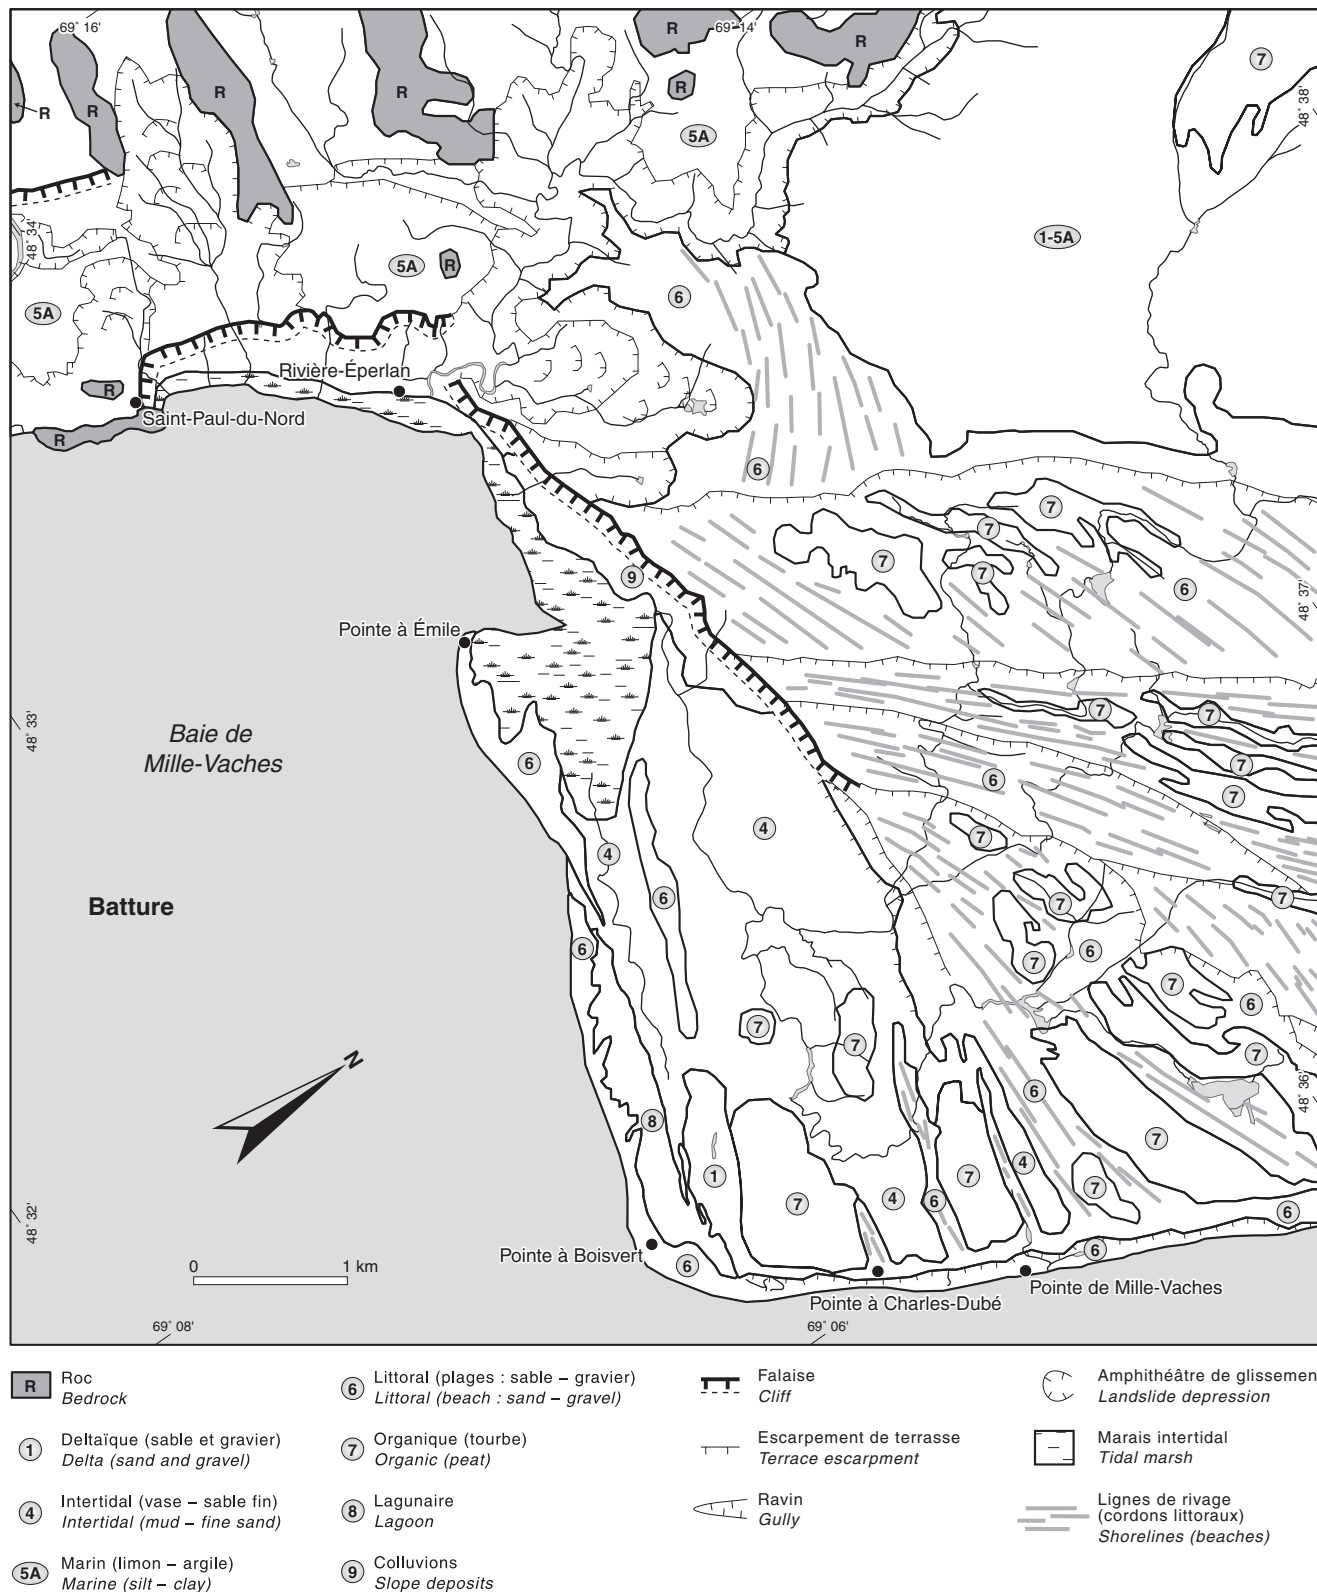 69° 16'
69° 14'
R
R
7
R
R
R
R
R
48° 38'
5A
48° 34'
1-5A
5A
R
6
5A
Rivière-Éperlan
R
Saint-Paul-du-Nord
R
6
7
7
7
7
9
6
48° 37'
Pointe à Émile
7
7
48° 33'
Baie de
Mille-Vaches
6
6
7
7
4
7
4
Batture
6
7
7
6
6
7
7
6
7
7
7
N
6
48° 36'
8
7
4
1
7
4
6
7
7
6
48° 32'
Pointe à Boisvert
6
6
0 1 km
Pointe à Charles-Dubé
Pointe de Mille-Vaches
69° 08'
69° 06'
R Roc
Bedrock
1 Deltaïque (sable et gravier)
Delta (sand and gravel)
4 Intertidal (vase – sable fin)
Intertidal (mud – fine sand)
5A Marin (limon – argile)
Marine (silt – clay)
6 Littoral (plages : sable – gravier)
Littoral (beach : sand – gravel)
7 Organique (tourbe)
Organic (peat)
8 Lagunaire
Lagoon
9 Colluvions
Slope deposits
Falaise
Cliff
Escarpement de terrasse
Terrace escarpment
Ravin
Gully
Amphithéâtre de glissemen
Landslide depression
Marais intertidal
Tidal marsh
Lignes de rivage
(cordons littoraux)
Shorelines (beaches)